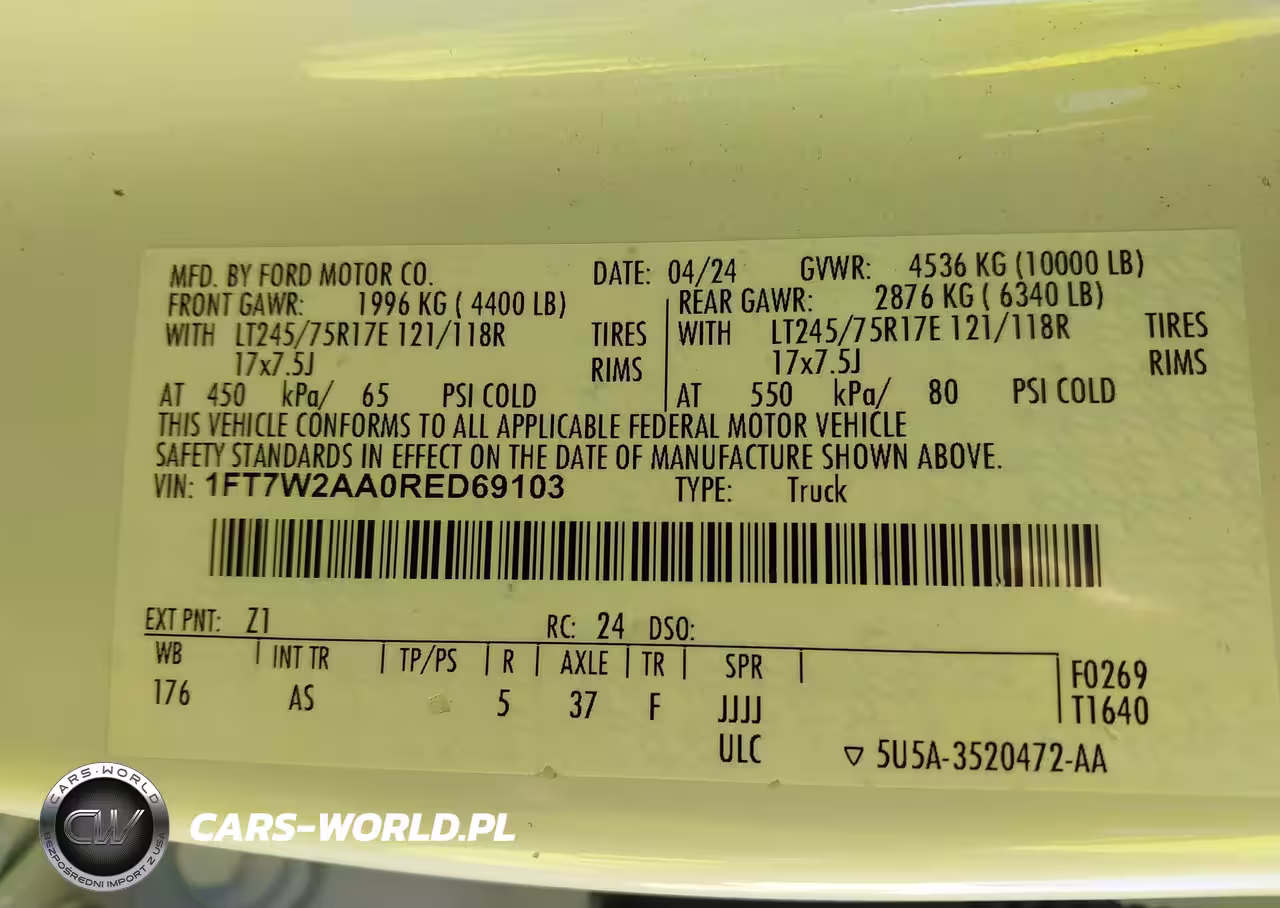 MFD. BY FORD MOTOR CO. DATE: 04/24 GVWR: 4536 KG (10000 LB)
FRONT GAWR: 1996 KG ( 4400 LB) REAR GAWR: 2876 KG ( 6340 LB)
WITH LT245/75R17E 121/118R TIRES WITH LT245/75R17E 121/118R TIRES
17x7.5J RIMS 17x7.5J RIMS
AT 450 kPa/ 65 PSI COLD AT 550 kPa/ 80 PSI COLD
THIS VEHICLE CONFORMS TO ALL APPLICABLE FEDERAL MOTOR VEHICLE
SAFETY STANDARDS IN EFFECT ON THE DATE OF MANUFACTURE SHOWN ABOVE.
VIN: 1FT7W2AA0RED69103 TYPE: Truck
EXT PNT: Z1 RC: 24 DSO:
WB INT TR TP/PS R AXLE TR SPR F0269
176 AS 5 37 F JJJJ T1640
ULC ▽ 5U5A-3520472-AA
CARS-WORLD
CW
BEZPOŚREDNI IMPORT Z USA
CARS-WORLD.PL